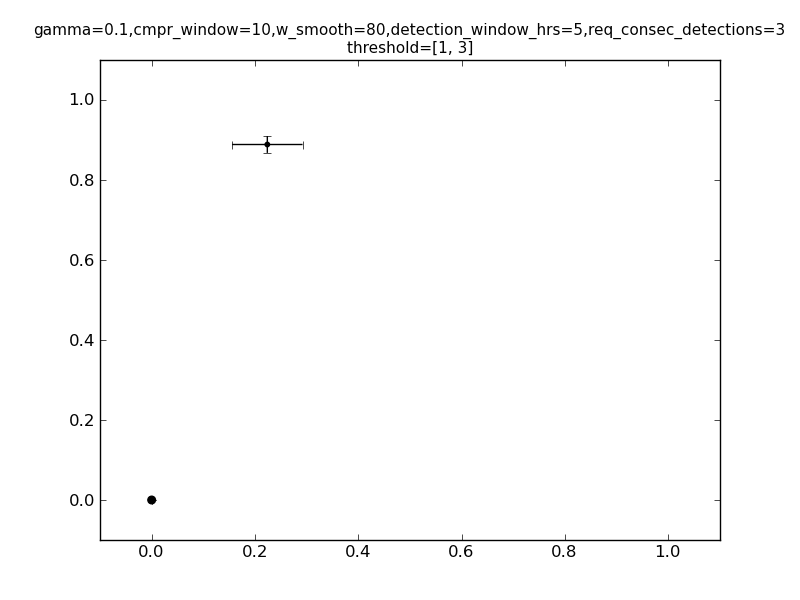 gamma=0.1,cmpr_window=10,w_smooth=80,detection_window_hrs=5,req_consec_detections=3
threshold=[1, 3]
1.0
0.8
0.6
0.4
0.2
0.0
0.0 0.2 0.4 0.6 0.8 1.0